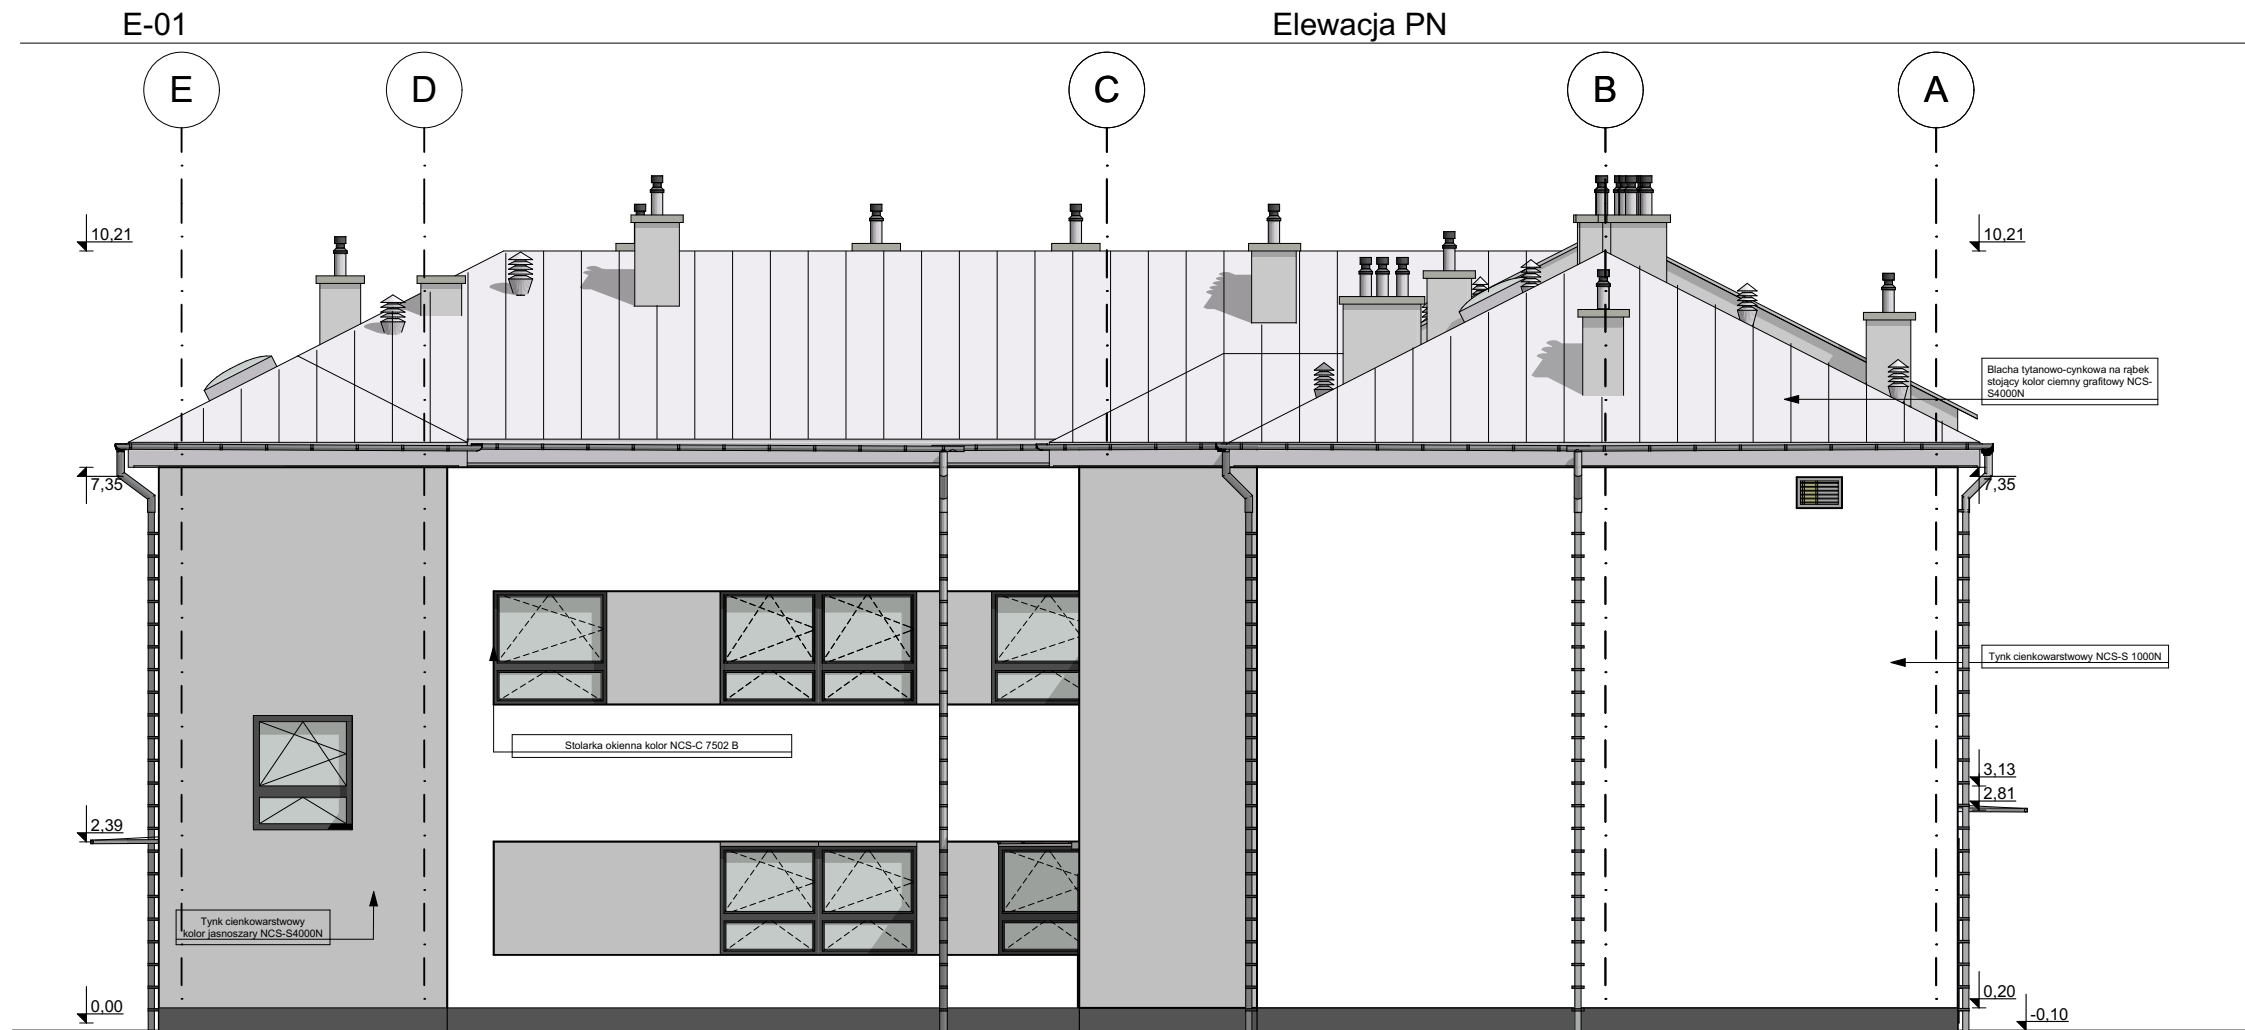 E-01
Elewacja PN
E
D
C
B
A
10,21
10,21
Blacha tytanowo-cynkowa na rąbek
stojący kolor ciemny grafitowy NCS-
S4000N
7,35
7,35
Tynk cienkowarstwowy NCS-S 1000N
Stolarka okienna kolor NCS-C 7502 B
3,13
2,81
2,39
Tynk cienkowarstwowy
kolor jasnoszary NCS-S4000N
0,00
0,20
-0,10